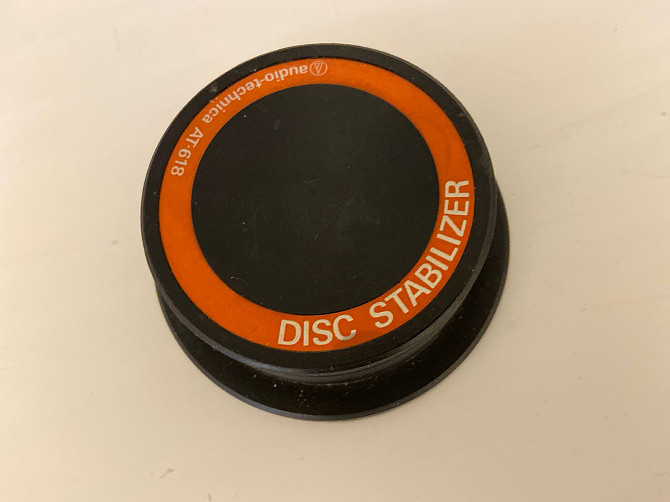 audio-technica AT-618
DISC STABILIZER